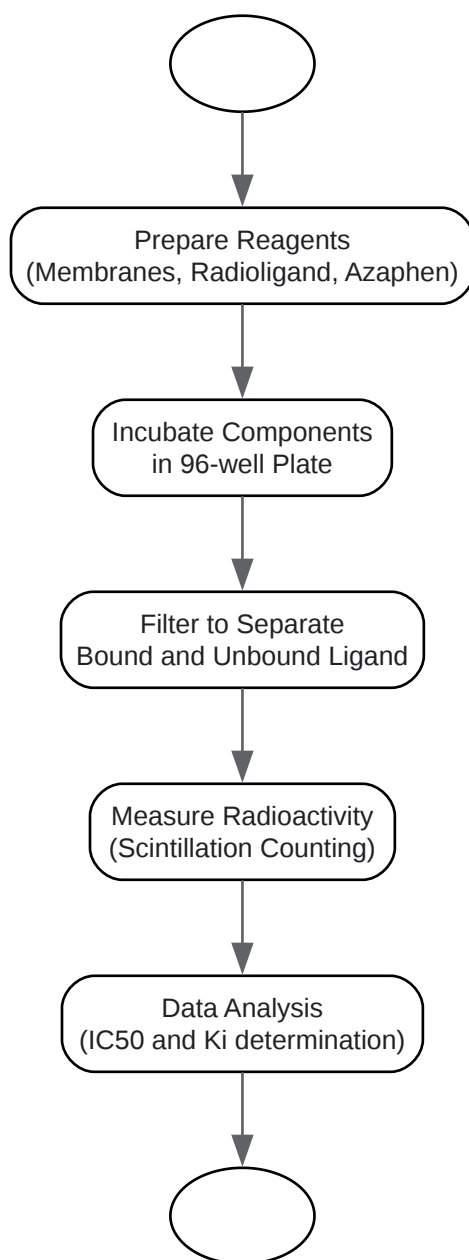 Prepare Reagents
(Membranes, Radioligand, Azaphen)
Incubate Components
in 96-well Plate
Filter to Separate
Bound and Unbound Ligand
Measure Radioactivity
(Scintillation Counting)
Data Analysis
(IC50 and Ki determination)